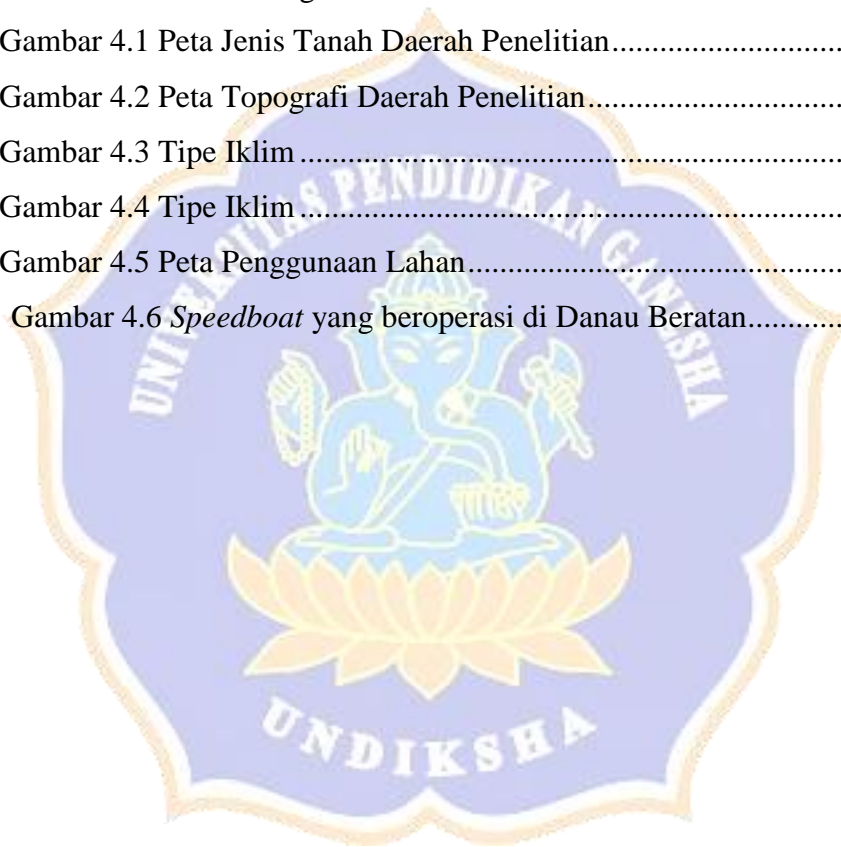 Gambar 4.1 Peta Jenis Tanah Daerah Penelitian..............................
Gambar 4.2 Peta Topografi Daerah Penelitian.................................
Gambar 4.3 Tipe Iklim.....................................................................
Gambar 4.4 Tipe Iklim.....................................................................
Gambar 4.5 Peta Penggunaan Lahan................................................
Gambar 4.6 Speedboat yang beroperasi di Danau Beratan............
UNIVERSITAS PENDIDIKAN GANESHA
UNDIKSHA